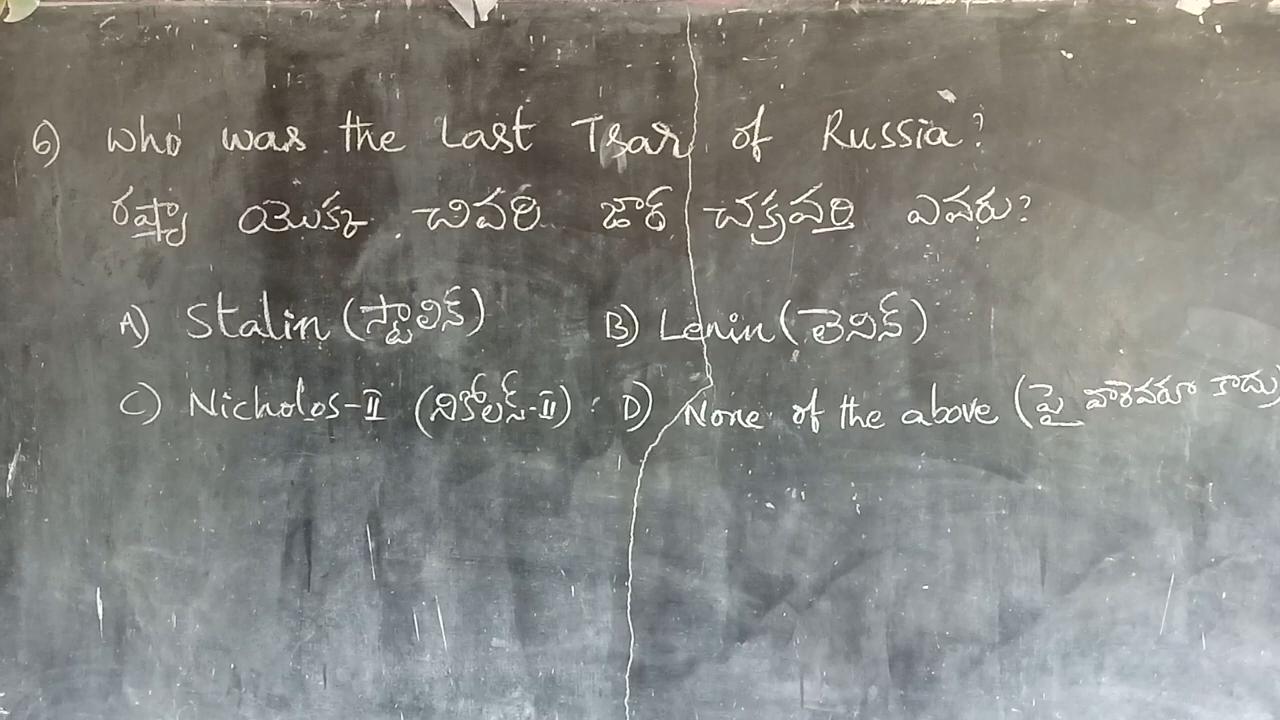 6) Who was the Last Tsar of Russia?
రష్యా యొక్క చివరి జార్ చక్రవర్తి ఎవరు?
A) Stalin (స్టాలిన్) B) Lenin (లెనిన్)
C) Nicholos-II (నికోలస్-II) D) None of the above (పై వారెవరూ కాదు)